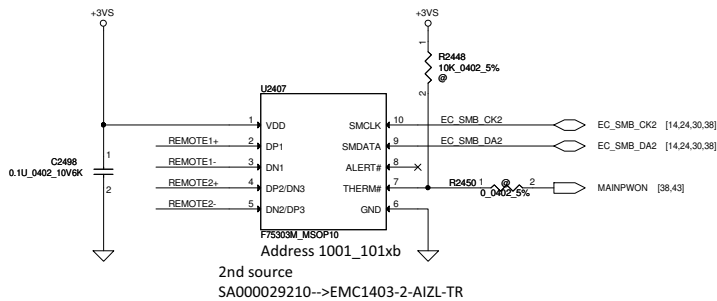 +3VS
+3VS
R2448
10K_0402_5%
@
1
2
U2407
1 VDD SMCLK 10 EC_SMB_CK2 EC_SMB_CK2 [14,24,30,38]
REMOTE1+ 2 DP1 SMDATA 9 EC_SMB_DA2 EC_SMB_DA2 [14,24,30,38]
REMOTE1- 3 DN1 ALERT# 8
REMOTE2+ 4 DP2/DN3 THERM# 7 R2450 1 @ 2 MAINPWON [38,43]
0_0402_5%
REMOTE2- 5 DN2/DP3 GND 6
C2498
0.1U_0402_10V6K
1
2
F75303M_MSOP10
Address 1001_101xb
2nd source
SA000029210-->EMC1403-2-AIZL-TR